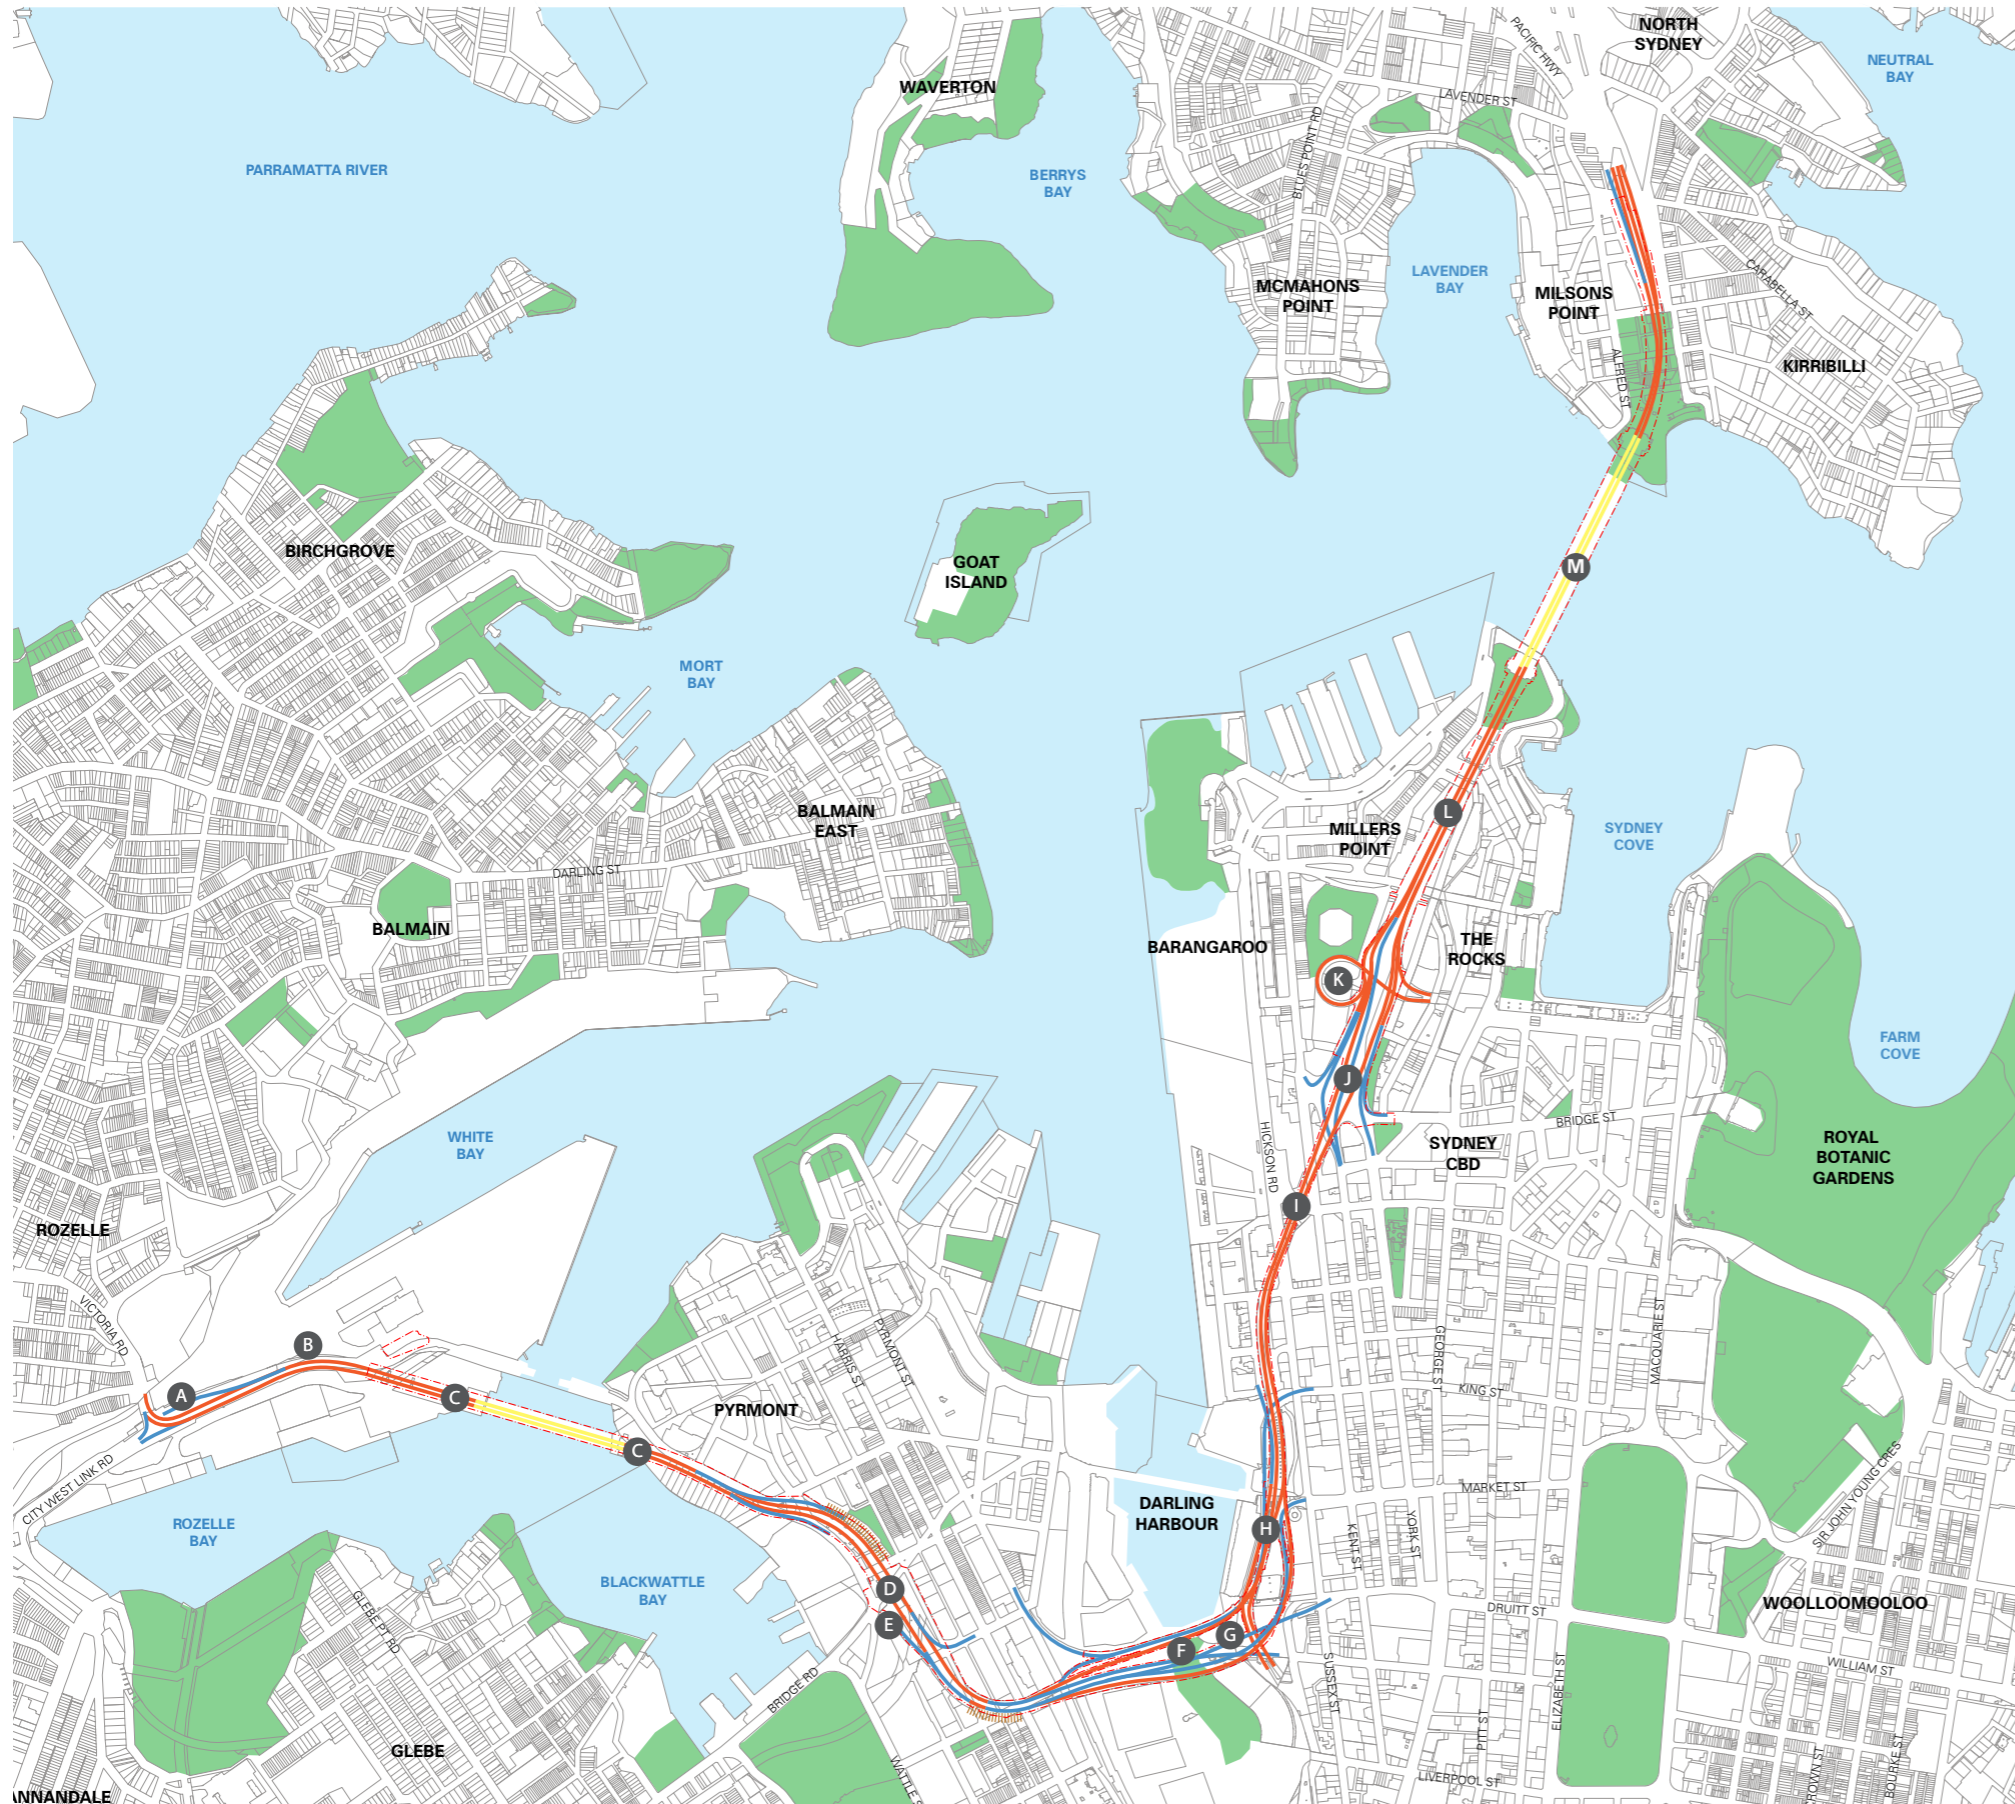 NORTH
SYDNEY
PACIFIC HWY
NEUTRAL
BAY
WAVERTON
LAVENDER ST
BLUES POINT RD
PARRAMATTA RIVER
BERRYS
BAY
LAVENDER
BAY
MCMAHONS
POINT
MILSONS
POINT
CARABELLA ST
ALFRED ST
KIRRIBILLI
BIRCHGROVE
GOAT
ISLAND
M
MORT
BAY
BALMAIN
EAST
L
MILLERS
POINT
SYDNEY
COVE
DARLING ST
BALMAIN
BARANGAROO
THE
ROCKS
K
FARM
COVE
J
WHITE
BAY
HICKSON RD
BRIDGE ST
SYDNEY
CBD
ROYAL
BOTANIC
GARDENS
ROZELLE
I
VICTORIA RD
B
A
C
C
HARRIS ST
PYRMONT ST
PYRMONT
GEORGE ST
MACQUARIE ST
KING ST
CITY WEST LINK RD
ROZELLE
BAY
DARLING
HARBOUR
H
MARKET ST
KENT ST
YORK ST
SIR JOHN YOUNG CRES
BLACKWATTLE
BAY
D
E
GLEBE PT RD
F
G
DRUITT ST
WOOLLOOMOOLOO
BRIDGE RD
SUSSEX ST
WILLIAM ST
ELIZABETH ST
PITT ST
GLEBE
WATTLE S
LIVERPOOL ST
CROWN ST
BOURKE ST
ANNANDALE